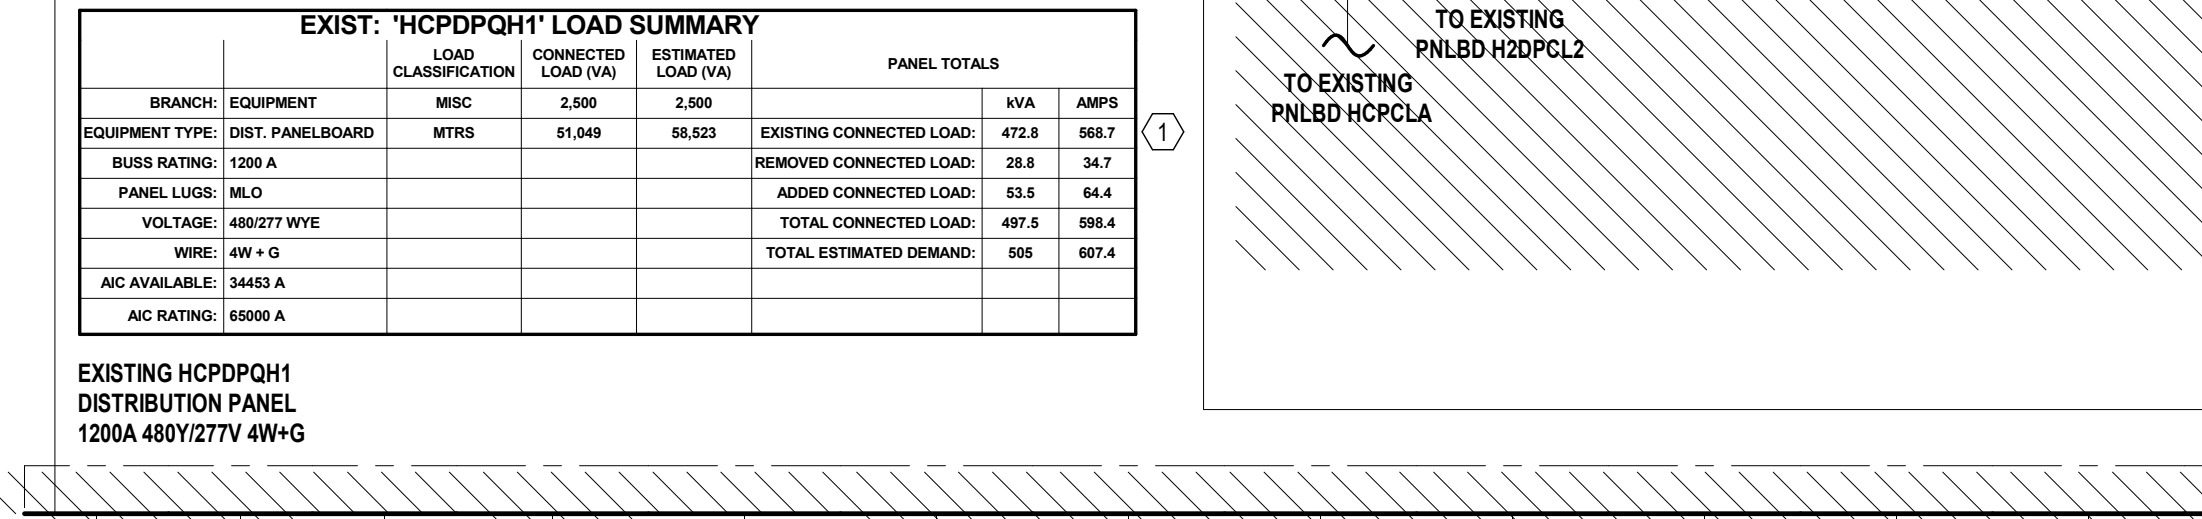 EXIST: 'HCPDPQH1' LOAD SUMMARY
LOAD CLASSIFICATION CONNECTED LOAD (VA) ESTIMATED LOAD (VA) PANEL TOTALS
BRANCH: EQUIPMENT MISC 2,500 2,500 kVA AMPS
EQUIPMENT TYPE: DIST. PANELBOARD MTRS 51,049 58,523 EXISTING CONNECTED LOAD: 472.8 568.7
BUSS RATING: 1200 A REMOVED CONNECTED LOAD: 28.8 34.7
PANEL LUGS: MLO ADDED CONNECTED LOAD: 53.5 64.4
VOLTAGE: 480/277 WYE TOTAL CONNECTED LOAD: 497.5 598.4
WIRE: 4W + G TOTAL ESTIMATED DEMAND: 505 607.4
AIC AVAILABLE: 34453 A
AIC RATING: 65000 A
1
EXISTING HCPDPQH1
DISTRIBUTION PANEL
1200A 480Y/277V 4W+G
TO EXISTING
PNLBD H2DPCL2
TO EXISTING
PNLBD HCPCLA